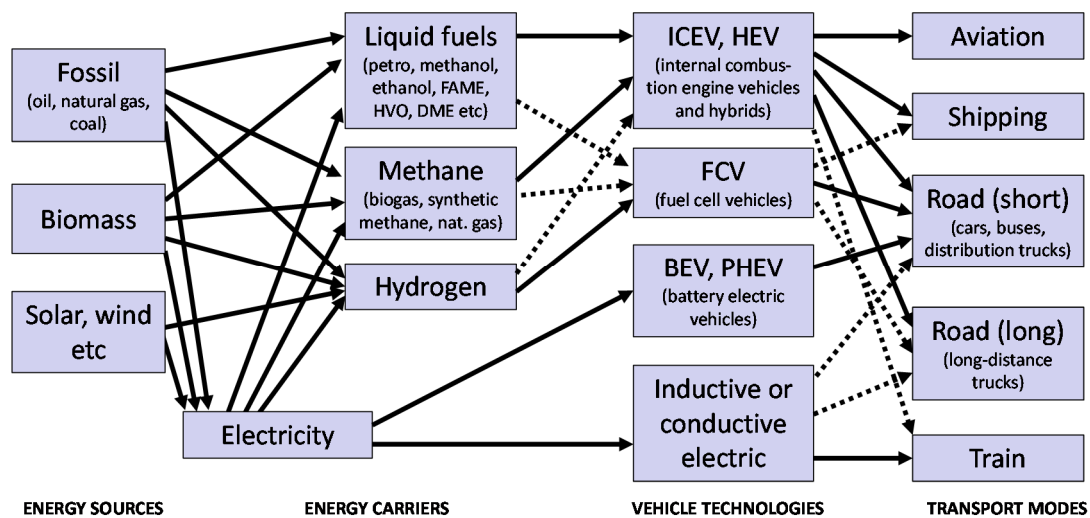 Fossil
(oil, natural gas,
coal)
Biomass
Solar, wind
etc
Liquid fuels
(petro, methanol,
ethanol, FAME,
HVO, DME etc)
Methane
(biogas, synthetic
methane, nat. gas)
Hydrogen
Electricity
ICEV, HEV
(internal combus-
tion engine vehicles
and hybrids)
FCV
(fuel cell vehicles)
BEV, PHEV
(battery electric
vehicles)
Inductive or
conductive
electric
Aviation
Shipping
Road (short)
(cars, buses,
distribution trucks)
Road (long)
(long-distance
trucks)
Train
ENERGY SOURCES
ENERGY CARRIERS
VEHICLE TECHNOLOGIES
TRANSPORT MODES